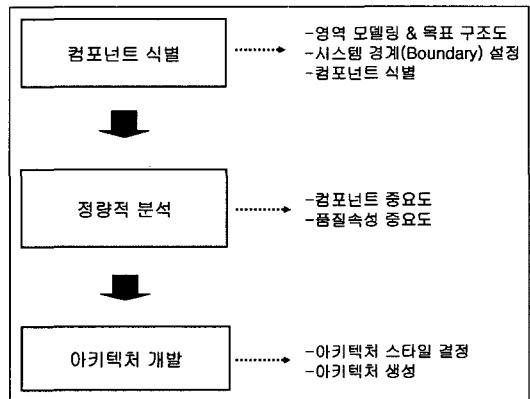 컴포넌트 식별
-영역 모델링 & 목표 구조도
-시스템 경계(Boundary) 설정
-컴포넌트 식별
정량적 분석
-컴포넌트 중요도
-품질속성 중요도
아키텍처 개발
-아키텍처 스타일 결정
-아키텍처 생성